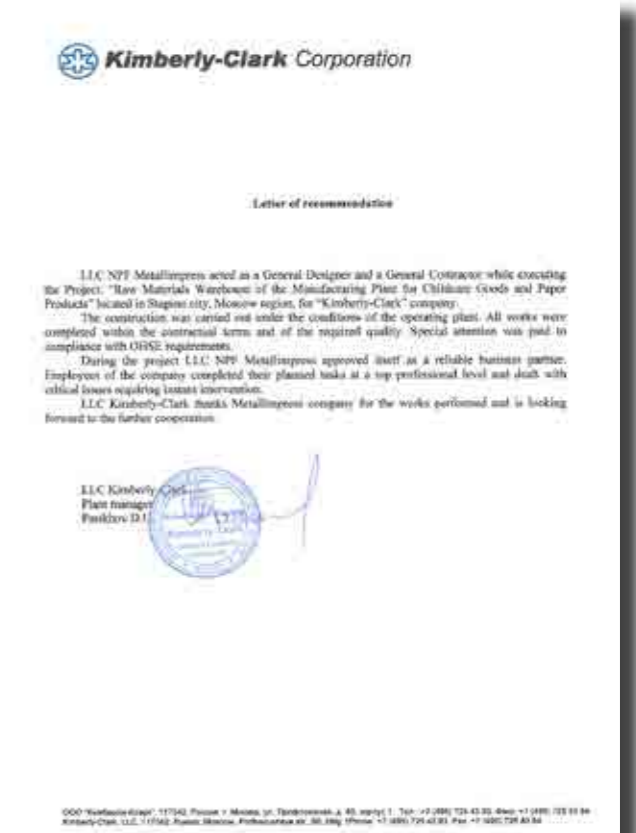 Kimberly-Clark Corporation
Letter of recommendation
LLC NPF Metallimpress acted as a General Designer and a General Contractor while executing
the Project: "Raw Materials Warehouse of the Manufacturing Plant for Childcare Goods and Paper
Products" located in Stupino city, Moscow region, for "Kimberly-Clark" company.
The construction was carried out under the conditions of the operating plant. All works were
completed within the contractual terms and of the required quality. Special attention was paid to
compliance with OHSE requirements.
During the project LLC NPF Metallimpress approved itself as a reliable business partner.
Employees of the company completed their planned tasks at a top professional level and dealt with
critical issues requiring instant intervention.
LLC Kimberly-Clark thanks Metallimpress company for the works performed and is looking
forward to the further cooperation.
LLC Kimberly-Clark
Plant manager